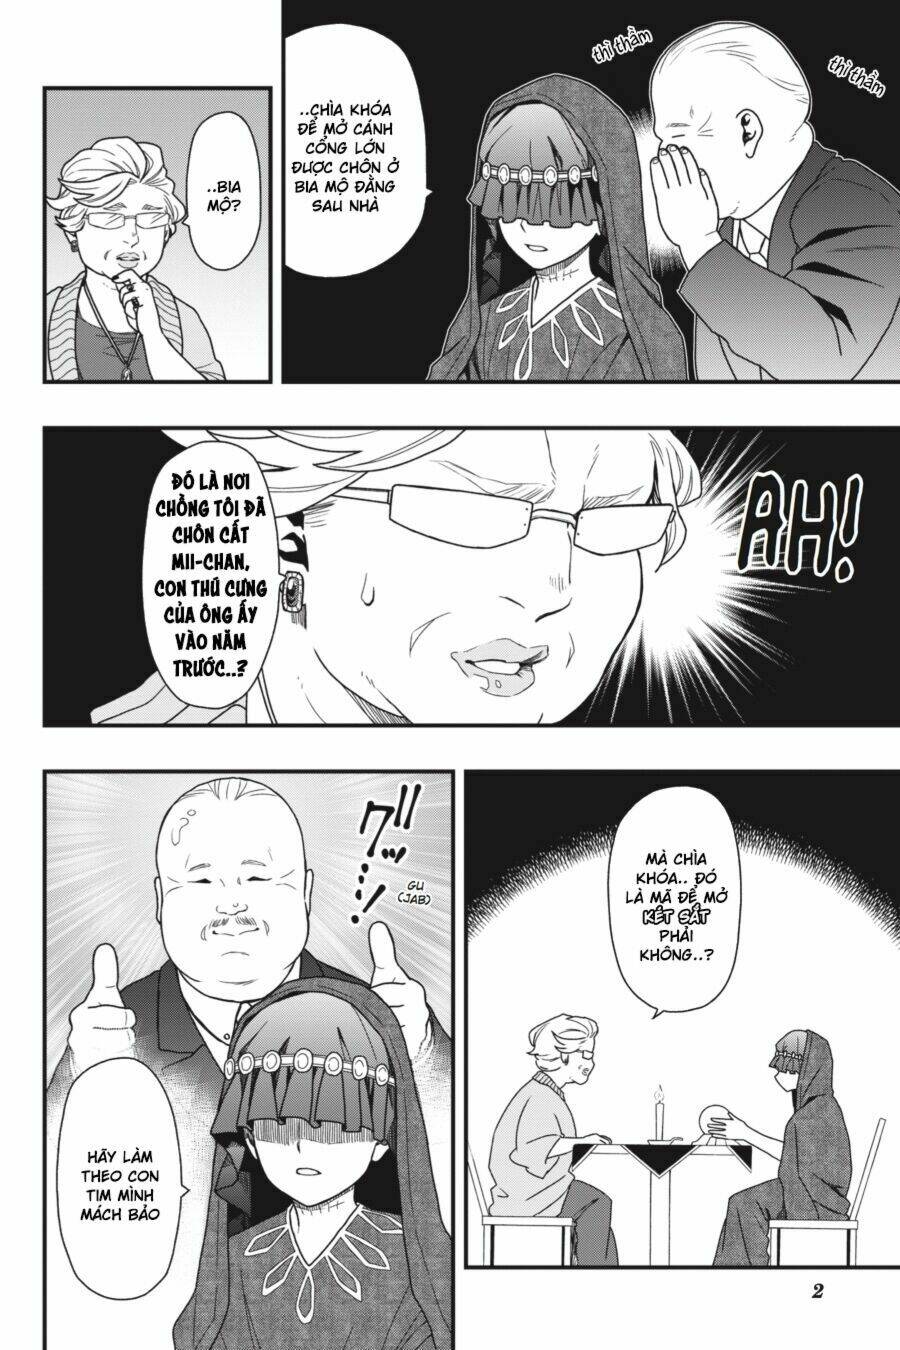 thì thầm
thì thầm
..CHÌA KHÓA
ĐỂ MỞ CÁNH
CỔNG LỚN
ĐƯỢC CHÔN Ở
BIA MỘ ĐẰNG
SAU NHÀ
..BIA
MỘ?
AH!
ĐÓ LÀ NƠI
CHỒNG TÔI ĐÃ
CHÔN CẤT
MII-CHAN,
CON THÚ CƯNG
CỦA ÔNG ẤY
VÀO NĂM
TRƯỚC..?
MÀ CHÌA
KHÓA.. ĐÓ
LÀ MÃ ĐỂ MỞ
KÉT SẮT
PHẢI
KHÔNG..?
グッ!!
GU
(JAB)
HÃY LÀM
THEO CON
TIM MÌNH
MÁCH BẢO
2